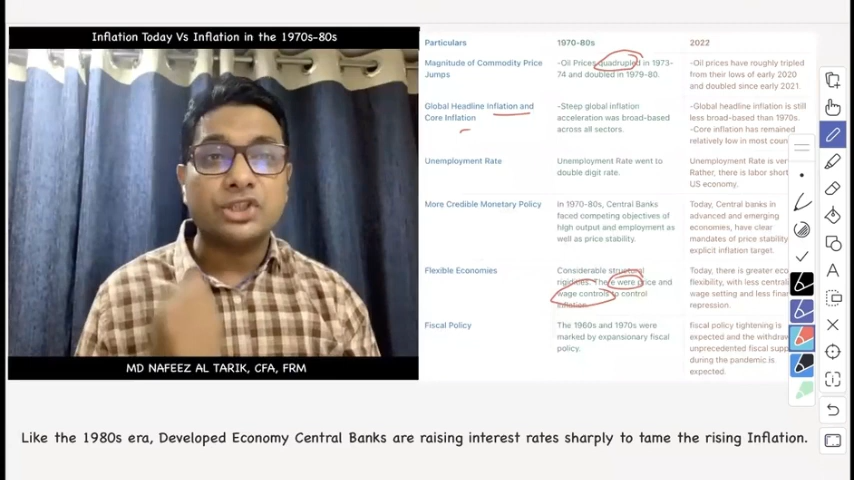 Inflation Today Vs Inflation in the 1970s-80s
MD NAFEEZ AL TARIK, CFA, FRM
Particulars
1970-80s
2022
Magnitude of Commodity Price
Jumps
-Oil Prices quadrupled in 1973-
74 and doubled in 1979-80.
-Oil prices have roughly tripled
from their lows of early 2020
and doubled since early 2021.
Global Headline Inflation and
Core Inflation
-Steep global inflation
acceleration was broad-based
across all sectors.
-Global headline inflation is still
less broad-based than 1970s.
-Core inflation has remained
relatively low in most coun
Unemployment Rate
Unemployment Rate went to
double digit rate.
Unemployment Rate is ver
Rather, there is labor short
US economy.
More Credible Monetary Policy
In 1970-80s, Central Banks
faced competing objectives of
high output and employment as
well as price stability.
Today, Central banks in
advanced and emerging
economies, have clear
mandates of price stability
explicit inflation target.
Flexible Economies
Considerable structural
rigidities. There were price and
wage controls to control
inflation.
Today, there is greater eco
flexibility, with less central
wage setting and less finan
repression.
Fiscal Policy
The 1960s and 1970s were
marked by expansionary fiscal
policy.
fiscal policy tightening is
expected and the withdraw
unprecedented fiscal supp
during the pandemic is
expected.
Like the 1980s era, Developed Economy Central Banks are raising interest rates sharply to tame the rising Inflation.